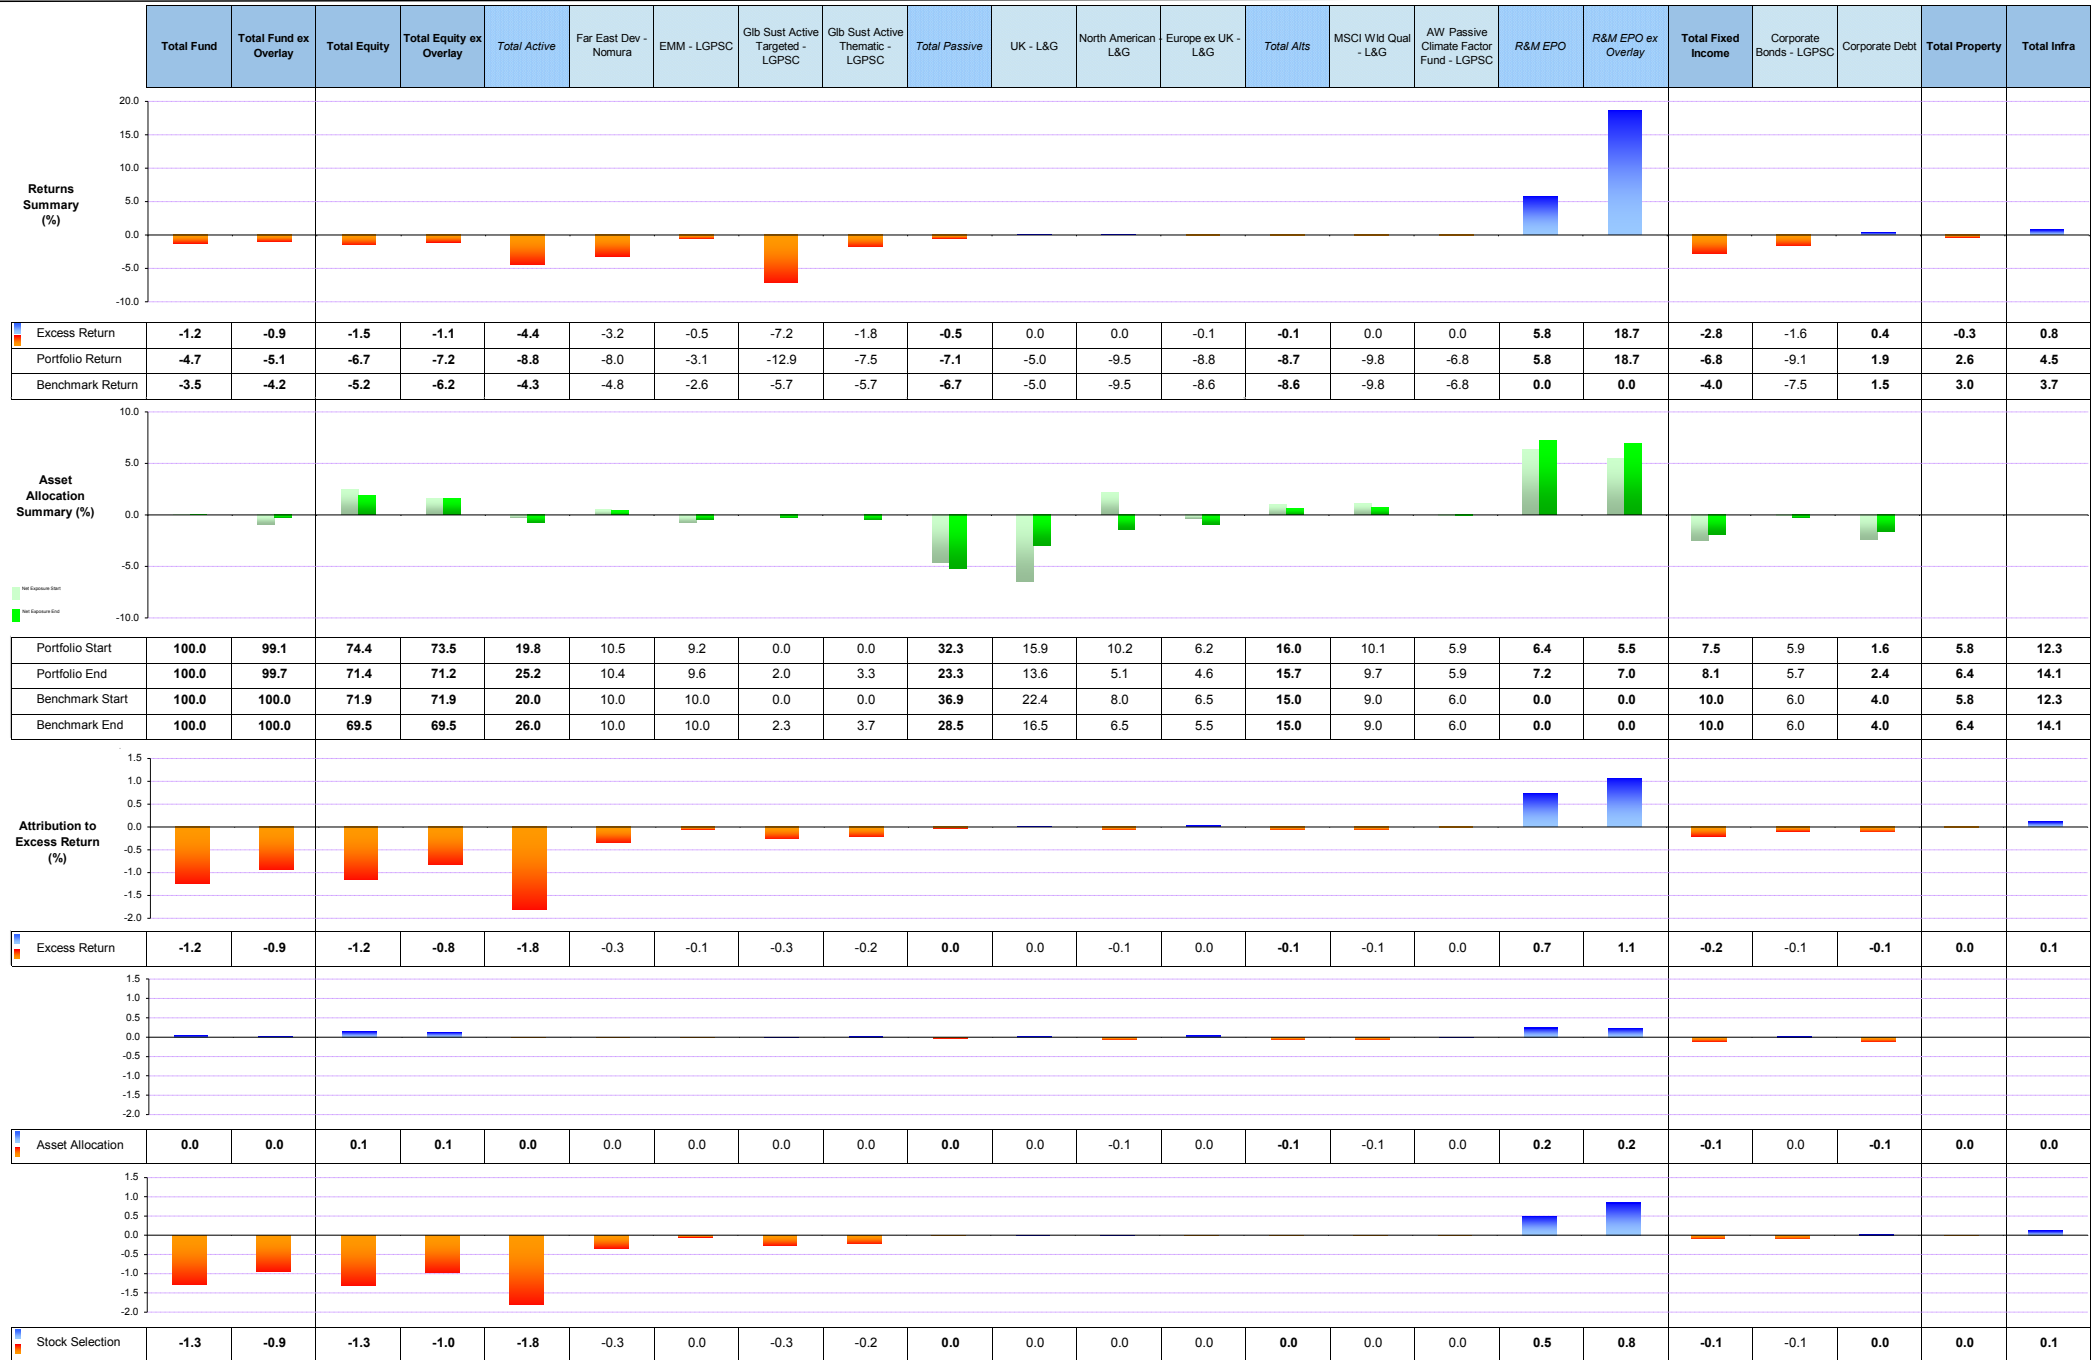 Total Fund Total Fund ex Overlay Total Equity Total Equity ex Overlay Total Active Far East Dev - Nomura EMM - LGPSC Glb Sust Active Targeted - LGPSC Glb Sust Active Thematic - LGPSC Total Passive UK - L&G North American - L&G Europe ex UK - L&G Total Alts MSCI Wld Qual - L&G AW Passive Climate Factor Fund - LGPSC R&M EPO R&M EPO ex Overlay Total Fixed Income Corporate Bonds - LGPSC Corporate Debt Total Property Total Infra
Returns
Summary
(%)
20.0
15.0
10.0
5.0
0.0
-5.0
-10.0
Excess Return -1.2 -0.9 -1.5 -1.1 -4.4 -3.2 -0.5 -7.2 -1.8 -0.5 0.0 0.0 -0.1 -0.1 0.0 0.0 5.8 18.7 -2.8 -1.6 0.4 -0.3 0.8
Portfolio Return -4.7 -5.1 -6.7 -7.2 -8.8 -8.0 -3.1 -12.9 -7.5 -7.1 -5.0 -9.5 -8.8 -8.7 -9.8 -6.8 5.8 18.7 -6.8 -9.1 1.9 2.6 4.5
Benchmark Return -3.5 -4.2 -5.2 -6.2 -4.3 -4.8 -2.6 -5.7 -5.7 -6.7 -5.0 -9.5 -8.6 -8.6 -9.8 -6.8 0.0 0.0 -4.0 -7.5 1.5 3.0 3.7
Asset
Allocation
Summary (%)
10.0
5.0
0.0
-5.0
-10.0
Net Exposure Start
Net Exposure End
Portfolio Start 100.0 99.1 74.4 73.5 19.8 10.5 9.2 0.0 0.0 32.3 15.9 10.2 6.2 16.0 10.1 5.9 6.4 5.5 7.5 5.9 1.6 5.8 12.3
Portfolio End 100.0 99.7 71.4 71.2 25.2 10.4 9.6 2.0 3.3 23.3 13.6 5.1 4.6 15.7 9.7 5.9 7.2 7.0 8.1 5.7 2.4 6.4 14.1
Benchmark Start 100.0 100.0 71.9 71.9 20.0 10.0 10.0 0.0 0.0 36.9 22.4 8.0 6.5 15.0 9.0 6.0 0.0 0.0 10.0 6.0 4.0 5.8 12.3
Benchmark End 100.0 100.0 69.5 69.5 26.0 10.0 10.0 2.3 3.7 28.5 16.5 6.5 5.5 15.0 9.0 6.0 0.0 0.0 10.0 6.0 4.0 6.4 14.1
Attribution to
Excess Return
(%)
1.5
1.0
0.5
0.0
-0.5
-1.0
-1.5
-2.0
Excess Return -1.2 -0.9 -1.2 -0.8 -1.8 -0.3 -0.1 -0.3 -0.2 0.0 0.0 -0.1 0.0 -0.1 -0.1 0.0 0.7 1.1 -0.2 -0.1 -0.1 0.0 0.1
1.5
1.0
0.5
0.0
-0.5
-1.0
-1.5
-2.0
Asset Allocation 0.0 0.0 0.1 0.1 0.0 0.0 0.0 0.0 0.0 0.0 0.0 -0.1 0.0 -0.1 -0.1 0.0 0.2 0.2 -0.1 0.0 -0.1 0.0 0.0
1.5
1.0
0.5
0.0
-0.5
-1.0
-1.5
-2.0
Stock Selection -1.3 -0.9 -1.3 -1.0 -1.8 -0.3 0.0 -0.3 -0.2 0.0 0.0 0.0 0.0 0.0 0.0 0.0 0.5 0.8 -0.1 -0.1 0.0 0.0 0.1